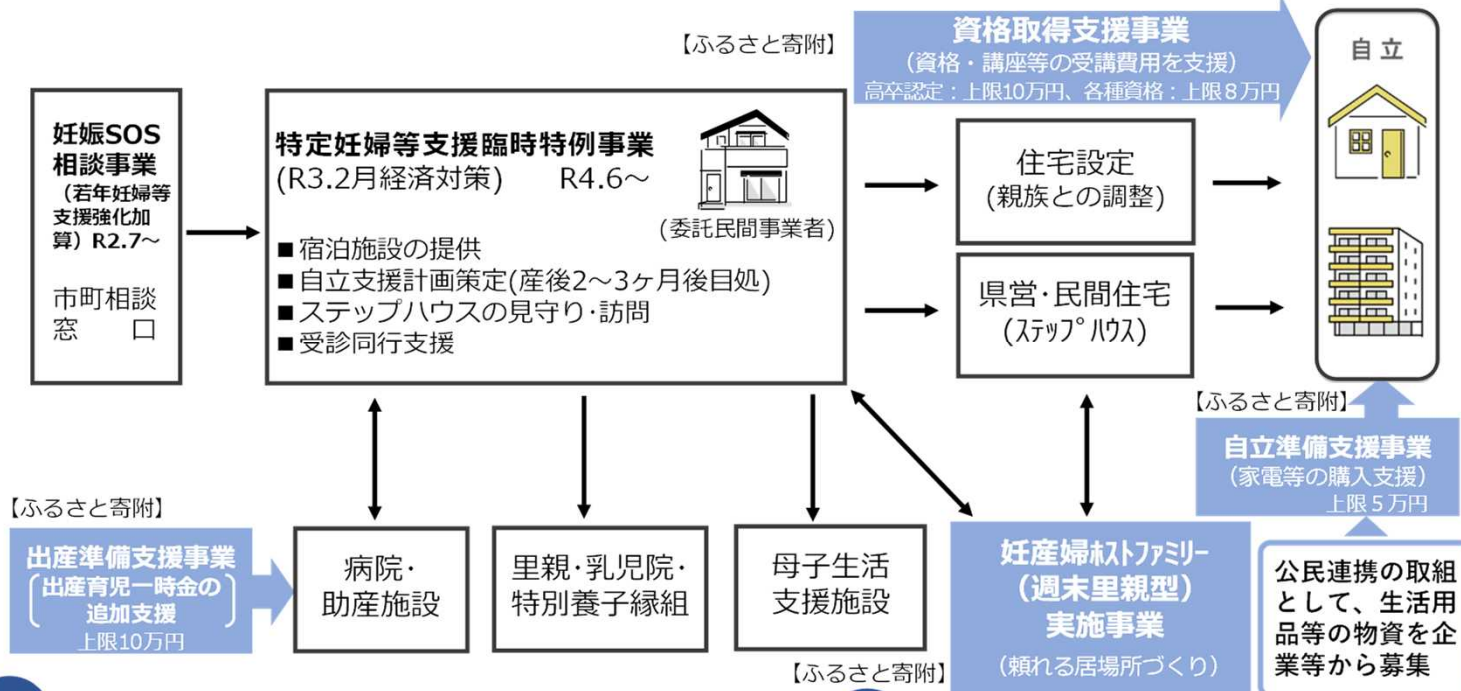 【ふるさと寄附】
資格取得支援事業
(資格・講座等の受講費用を支援)
高卒認定：上限10万円、各種資格：上限８万円
自立
妊娠SOS
相談事業
（若年妊婦等
支援強化加
算）R2.7～
市町相談
窓　口
特定妊婦等支援臨時特例事業
(R3.2月経済対策)　R4.6～
(委託民間事業者)
■宿泊施設の提供
■自立支援計画策定(産後2～3ヶ月後目処)
■ステップハウスの見守り・訪問
■受診同行支援
住宅設定
(親族との調整)
県営・民間住宅
(ｽﾃｯﾌﾟﾊｳｽ)
【ふるさと寄附】
自立準備支援事業
（家電等の購入支援）
上限５万円
【ふるさと寄附】
出産準備支援事業
出産育児一時金の
追加支援
上限10万円
病院・
助産施設
里親・乳児院・
特別養子縁組
母子生活
支援施設
【ふるさと寄附】
妊産婦ﾎｽﾄファミリー
（週末里親型）
実施事業
（頼れる居場所づくり）
公民連携の取組
として、生活用
品等の物資を企
業等から募集